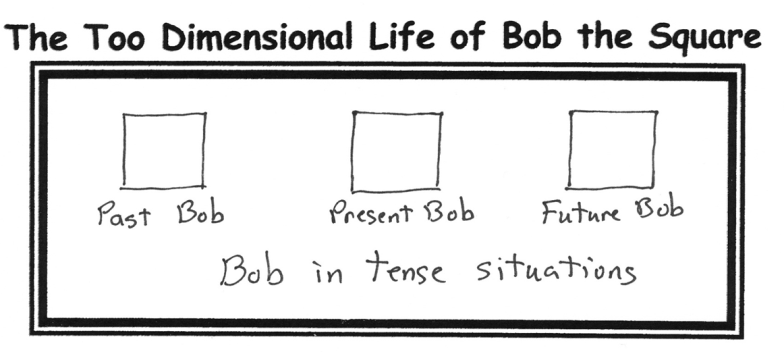 The Too Dimensional Life of Bob the Square
Past Bob Present Bob Future Bob
Bob in tense situations